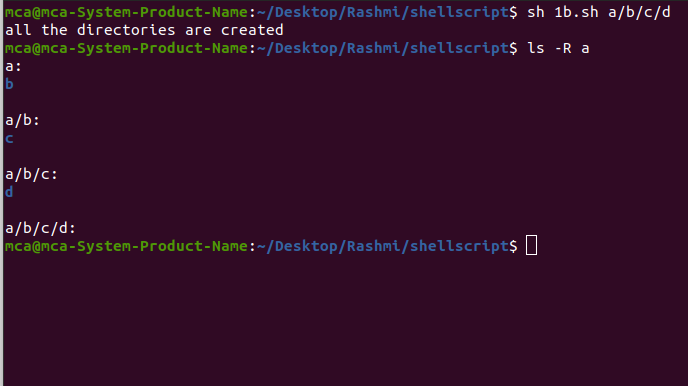 mca@mca-System-Product-Name:~/Desktop/Rashmi/shellscript$ sh 1b.sh a/b/c/d
all the directories are created
mca@mca-System-Product-Name:~/Desktop/Rashmi/shellscript$ ls -R a
a:
b

a/b:
c

a/b/c:
d

a/b/c/d:
mca@mca-System-Product-Name:~/Desktop/Rashmi/shellscript$